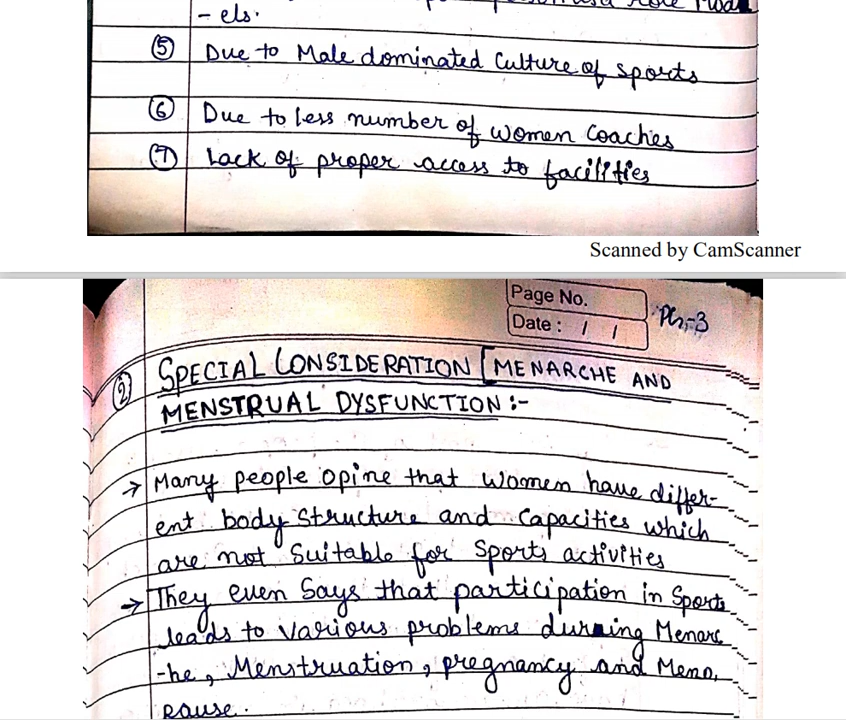 - els.
⑤ Due to Male dominated Culture of sports
⑥ Due to less number of women Coaches
⑦ Lack of proper access to facilities
Scanned by CamScanner
Page No.
Date : / /
② SPECIAL CONSIDERATION [MENARCHE AND
MENSTRUAL DYSFUNCTION :-
→ Many people opine that women have differ-
ent body structure and capacities which
are not suitable for sports activities
→ They even says that participation in sports
leads to various problems during Menarc
-he, Menstruation, pregnancy and Meno,
pause.